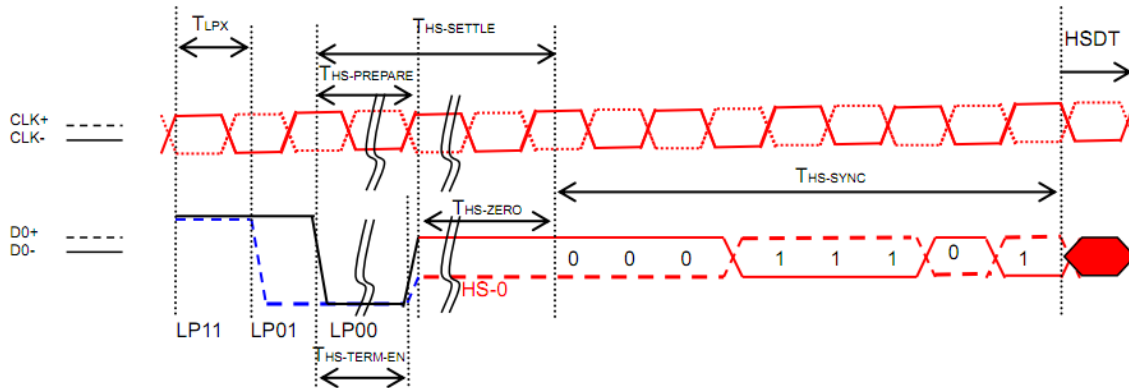 TLPX
THS-SETTLE
HSDT
THS-PREPARE
CLK+
CLK-
THS-SYNC
THS-ZERO
D0+
D0-
0 0 0 1 1 1 0 1
HS-0
LP11 LP01 LP00
THS-TERM-EN